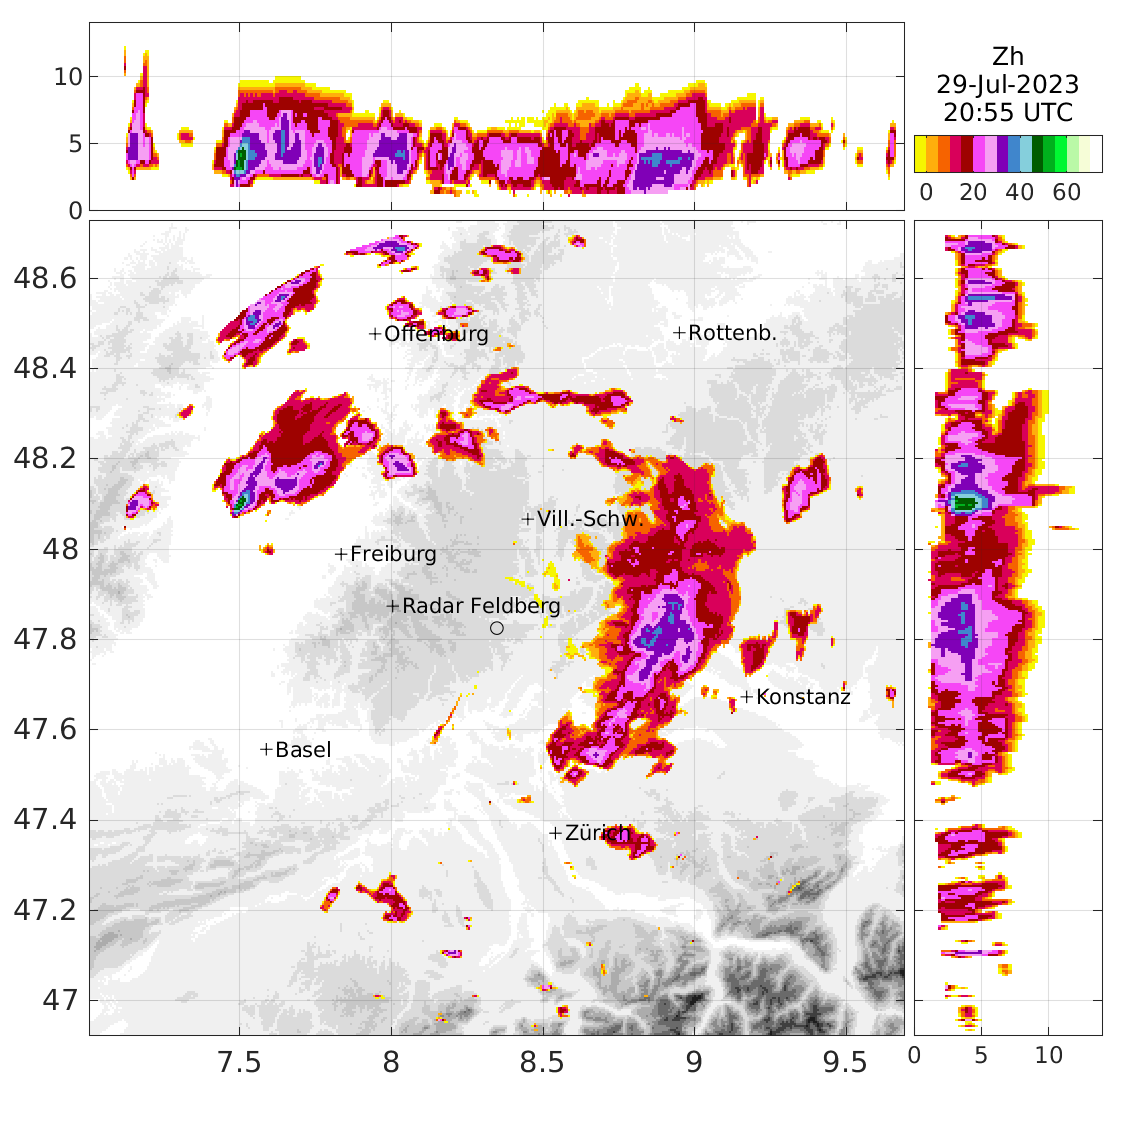 Zh
29-Jul-2023
20:55 UTC
0 20 40 60
10
5
0
48.6
48.4
48.2
48
47.8
47.6
47.4
47.2
47
+Offenburg
+Rottenb.
+Vill.-Schw.
+Freiburg
+Radar Feldberg
+Konstanz
+Basel
+Zürich
7.5 8 8.5 9 9.5
0 5 10